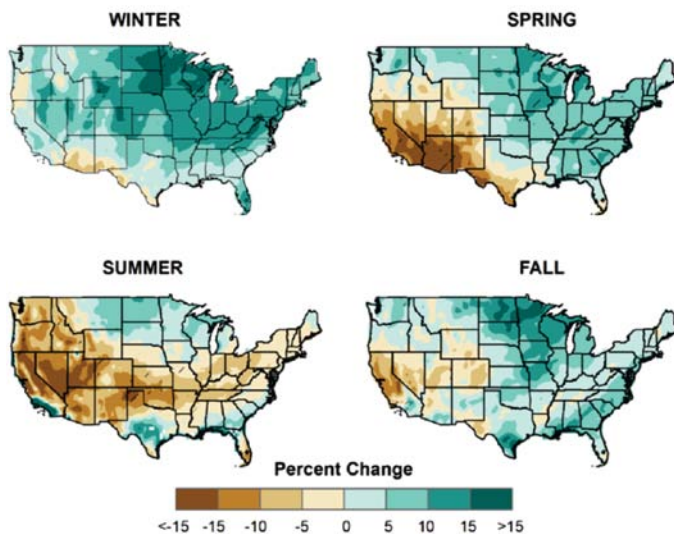 WINTER
SPRING
SUMMER
FALL
Percent Change
<-15 -15 -10 -5 0 5 10 15 >15